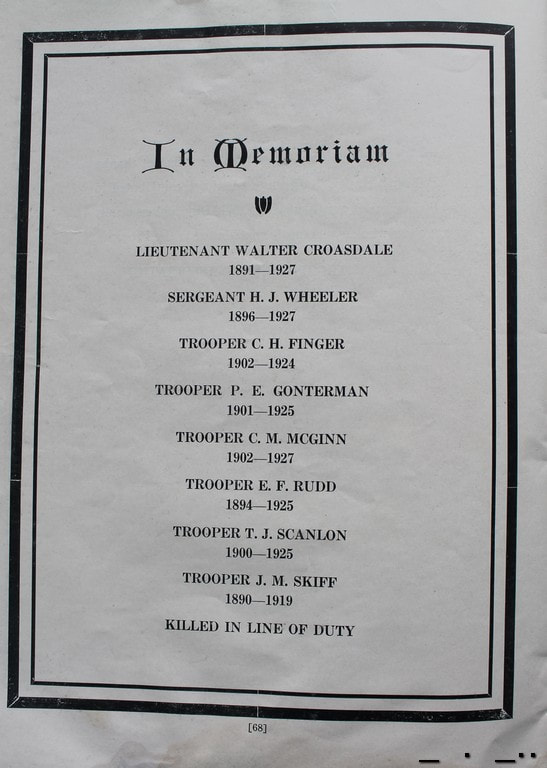 In Memoriam
LIEUTENANT WALTER CROASDALE
1891—1927
SERGEANT H. J. WHEELER
1896—1927
TROOPER C. H. FINGER
1902—1924
TROOPER P. E. GONTERMAN
1901—1925
TROOPER C. M. MCGINN
1902—1927
TROOPER E. F. RUDD
1894—1925
TROOPER T. J. SCANLON
1900—1925
TROOPER J. M. SKIFF
1890—1919
KILLED IN LINE OF DUTY
[68]